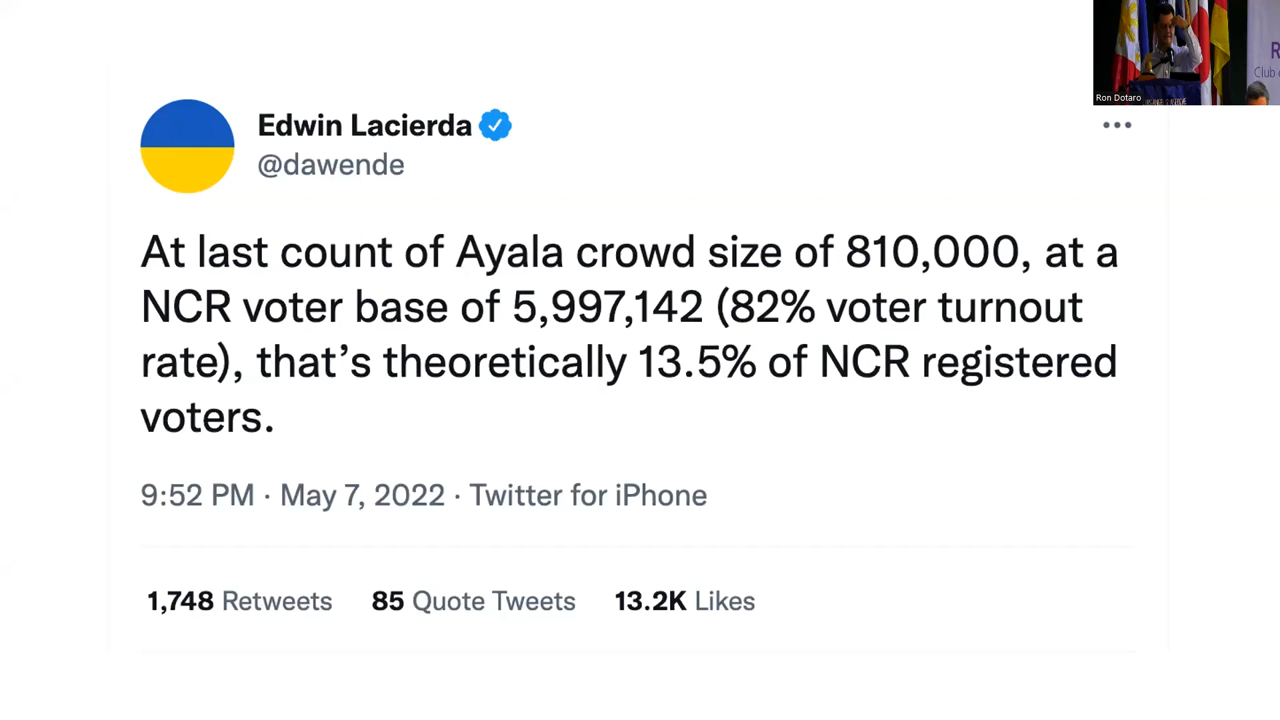 Edwin Lacierda
@dawende
At last count of Ayala crowd size of 810,000, at a
NCR voter base of 5,997,142 (82% voter turnout
rate), that’s theoretically 13.5% of NCR registered
voters.
9:52 PM · May 7, 2022 · Twitter for iPhone
1,748 Retweets 85 Quote Tweets 13.2K Likes
R
Club
Ron Dotaro